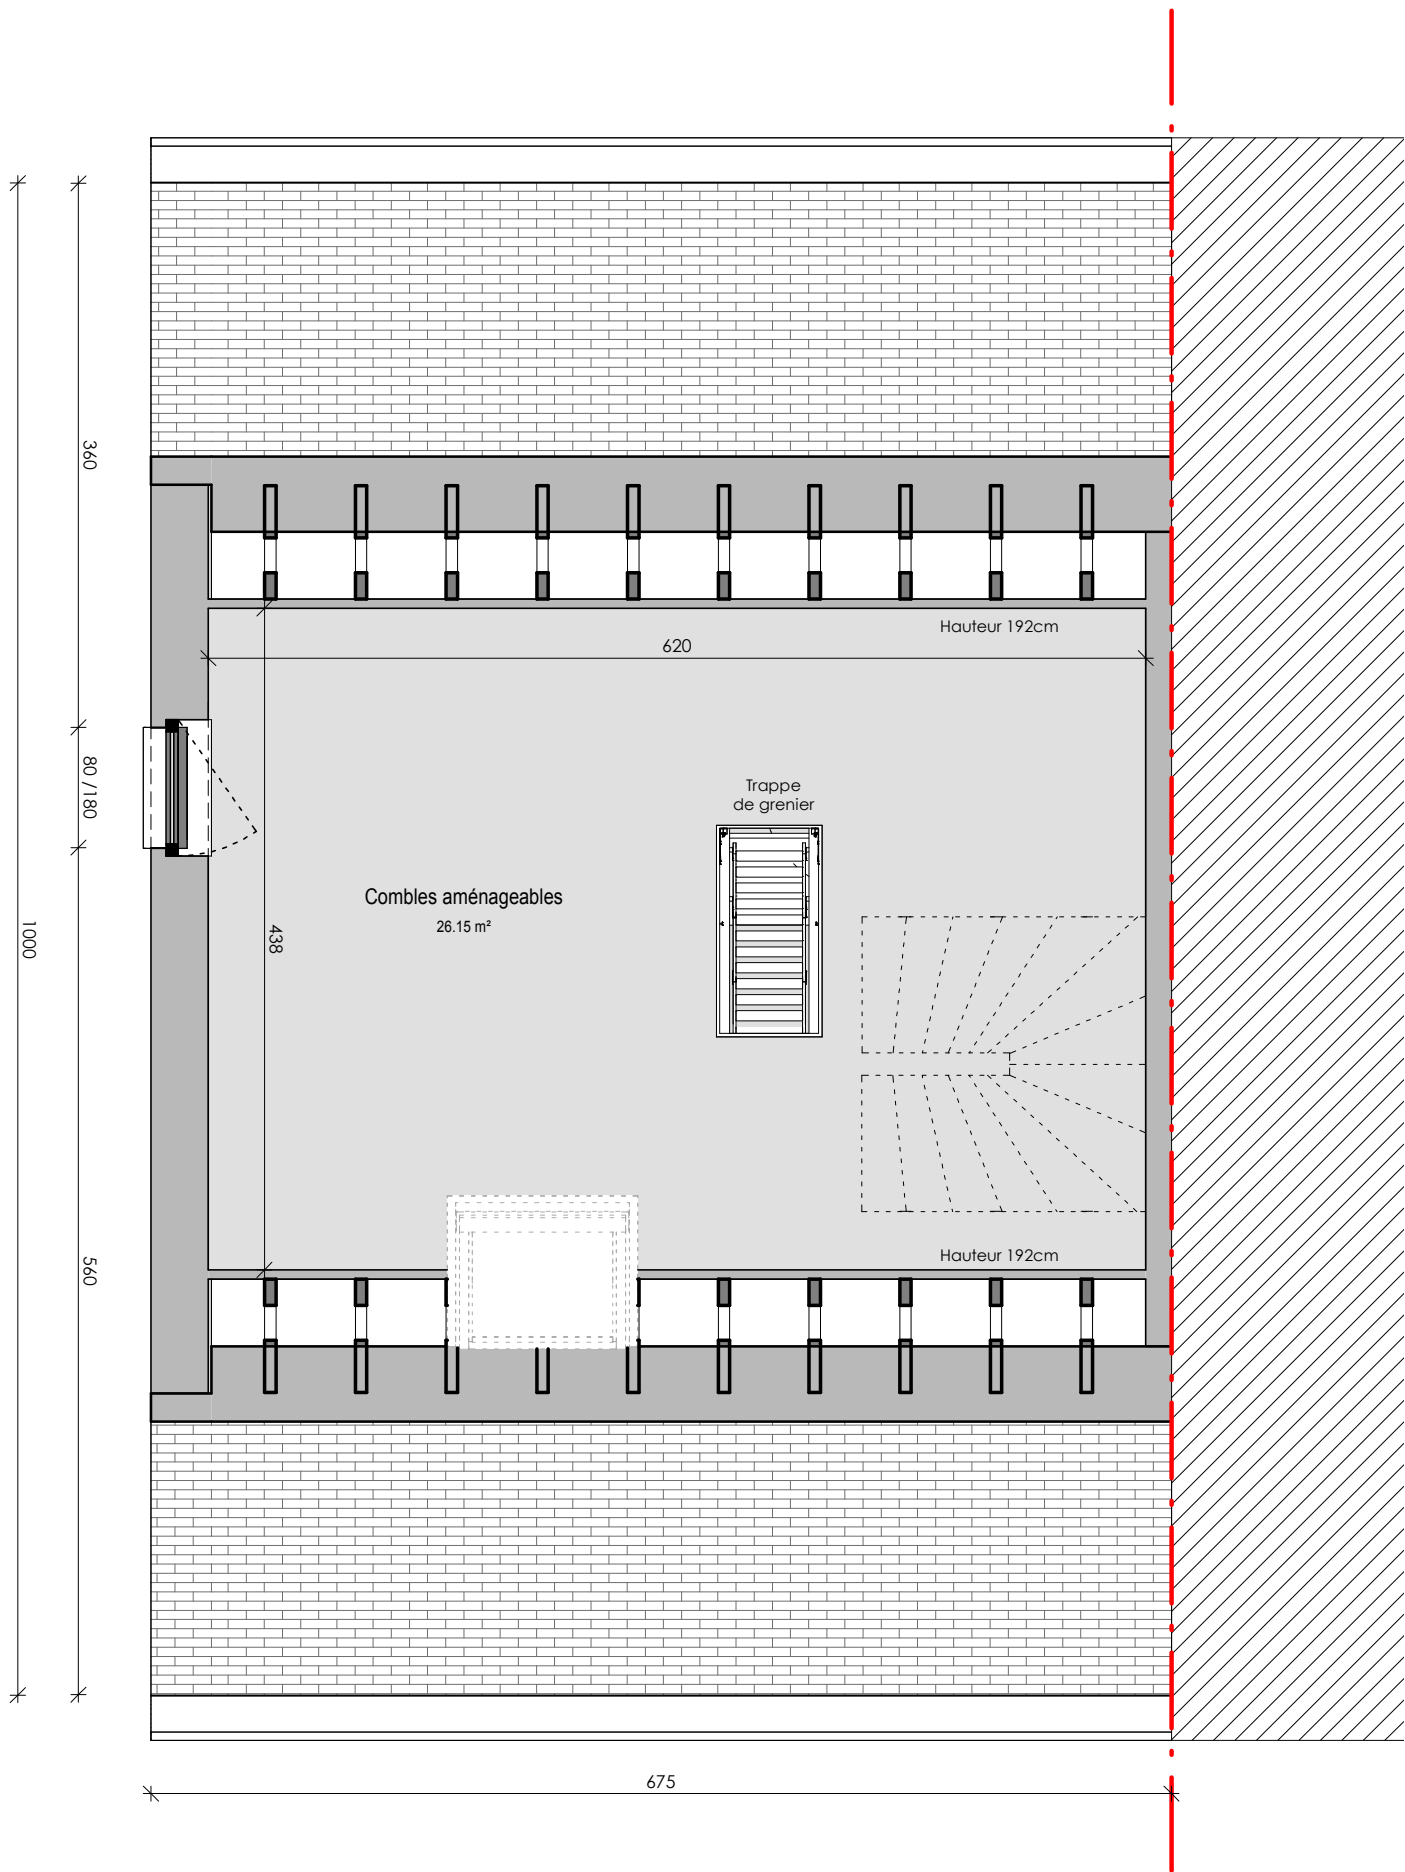 360
Hauteur 192cm
620
80 /180
Trappe
de grenier
Combles aménageables
26.15 m²
438
1000
Hauteur 192cm
560
675